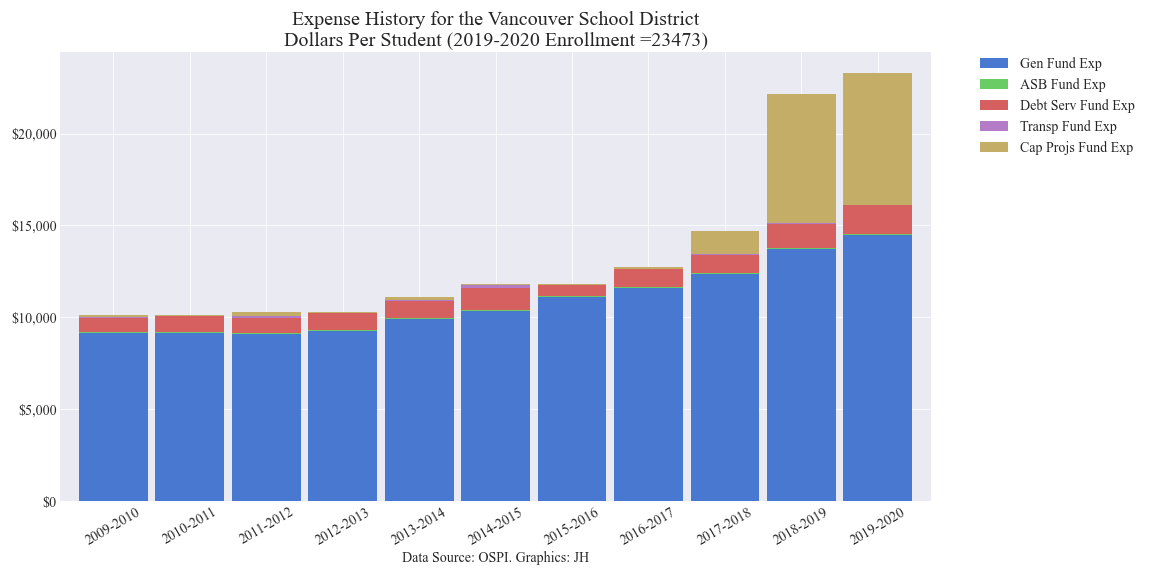 Expense History for the Vancouver School District
Dollars Per Student (2019-2020 Enrollment =23473)
Gen Fund Exp
ASB Fund Exp
Debt Serv Fund Exp
Transp Fund Exp
Cap Projs Fund Exp
$20,000
$15,000
$10,000
$5,000
$0
2009-2010
2010-2011
2011-2012
2012-2013
2013-2014
2014-2015
2015-2016
2016-2017
2017-2018
2018-2019
2019-2020
Data Source: OSPI. Graphics: JH